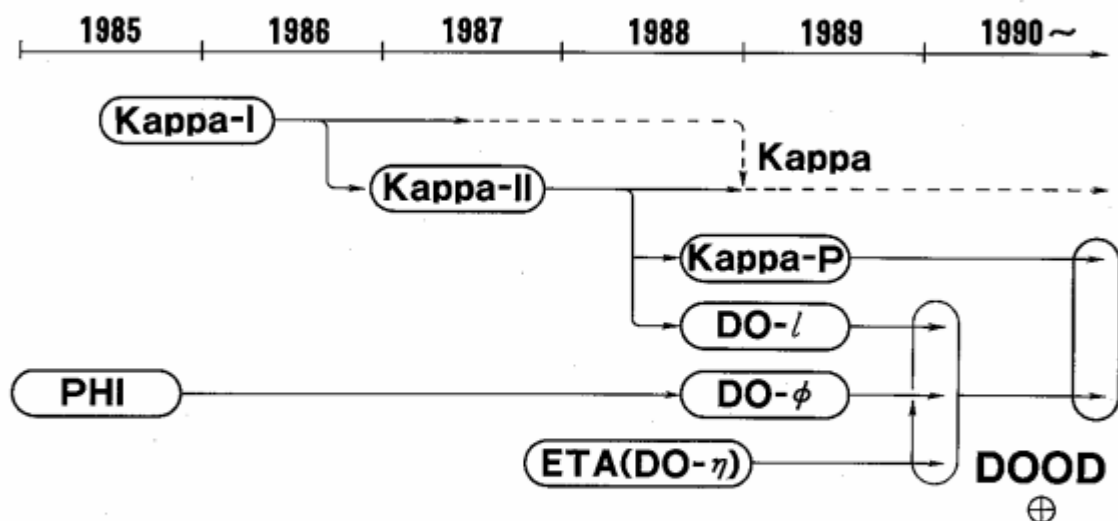 1985 1986 1987 1988 1989 1990~
Kappa-I
Kappa
Kappa-II
Kappa-P
DO-l
PHI
DO-ϕ
ETA(DO-η)
DOOD
⊕